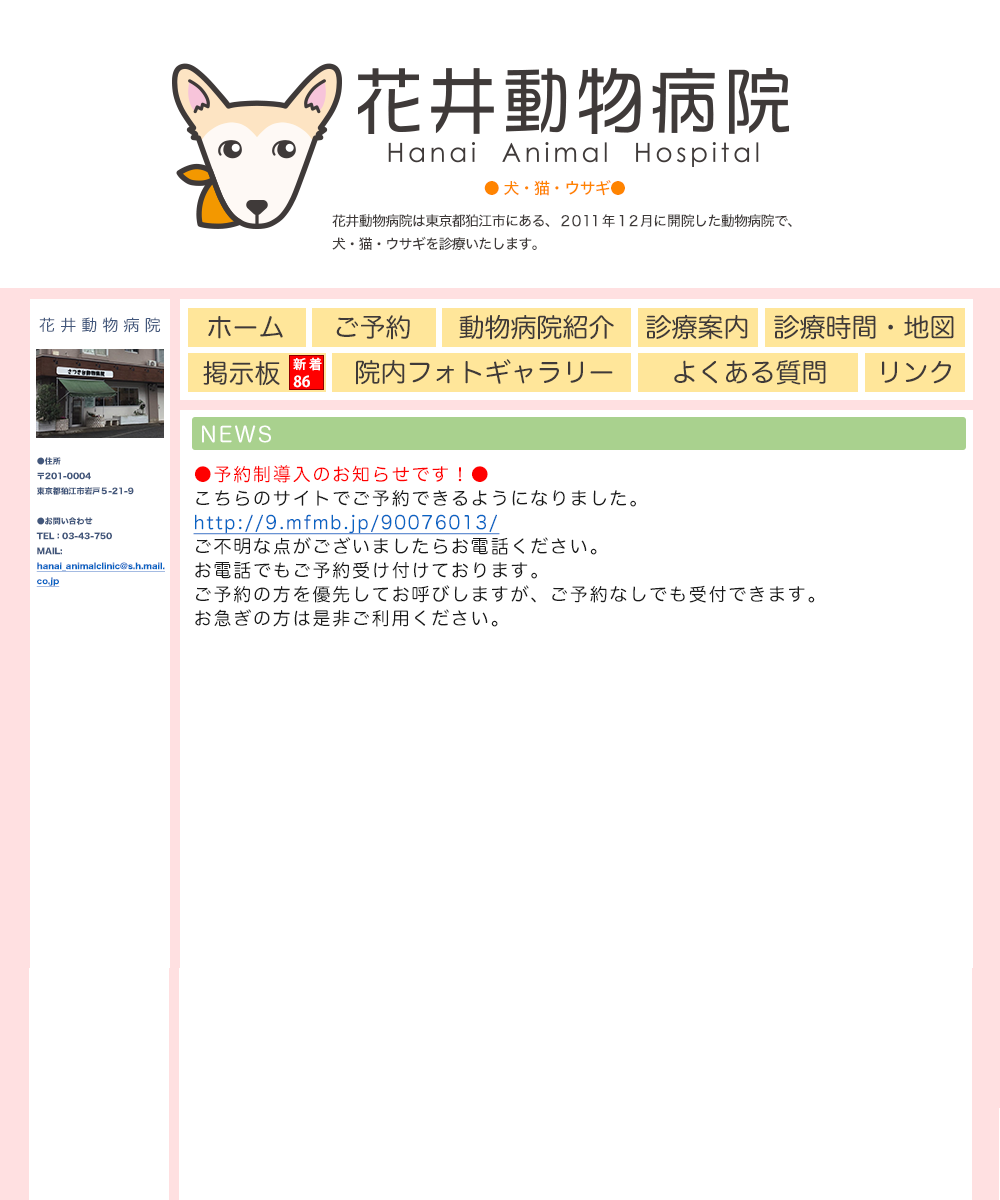 花井動物病院
Hanai Animal Hospital
● 犬・猫・ウサギ●
花井動物病院は東京都狛江市にある、２０１１年１２月に開院した動物病院で、
犬・猫・ウサギを診療いたします。
花井動物病院
●住所
〒201-0004
東京都狛江市岩戸５-２１-９
●お問い合わせ
TEL：03-43-750
MAIL:
hanai_animalclinic@s.h.mail.
co.jp
ホーム ご予約 動物病院紹介 診療案内 診療時間・地図
掲示板 新着 86 院内フォトギャラリー よくある質問 リンク
NEWS
●予約制導入のお知らせです！●
こちらのサイトでご予約できるようになりました。
http://9.mfmb.jp/90076013/
ご不明な点がございましたらお電話ください。
お電話でもご予約受け付けております。
ご予約の方を優先してお呼びしますが、ご予約なしでも受付できます。
お急ぎの方は是非ご利用ください。